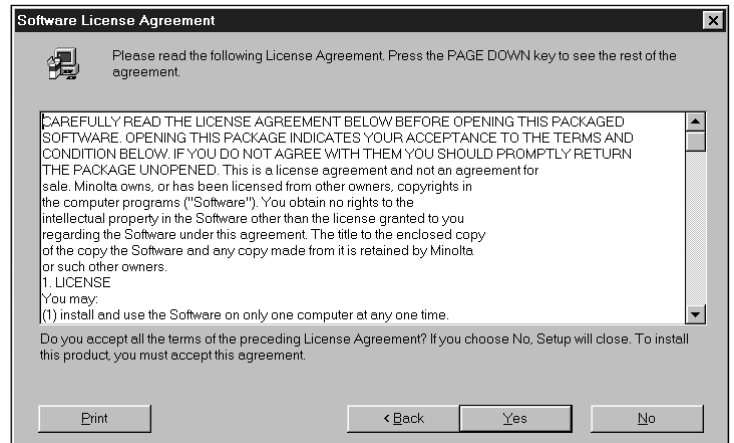 Software License Agreement
Please read the following License Agreement. Press the PAGE DOWN key to see the rest of the
agreement.
CAREFULLY READ THE LICENSE AGREEMENT BELOW BEFORE OPENING THIS PACKAGED
SOFTWARE. OPENING THIS PACKAGE INDICATES YOUR ACCEPTANCE TO THE TERMS AND
CONDITION BELOW. IF YOU DO NOT AGREE WITH THEM YOU SHOULD PROMPTLY RETURN
THE PACKAGE UNOPENED. This is a license agreement and not an agreement for
sale. Minolta owns, or has been licensed from other owners, copyrights in
the computer programs ("Software"). You obtain no rights to the
intellectual property in the Software other than the license granted to you
regarding the Software under this agreement. The title to the enclosed copy
of the copy the Software and any copy made from it is retained by Minolta
or such other owners.
1. LICENSE
You may:
(1) install and use the Software on only one computer at any one time.
Do you accept all the terms of the preceding License Agreement? If you choose No, Setup will close. To install
this product, you must accept this agreement.
Print
< Back
Yes
No